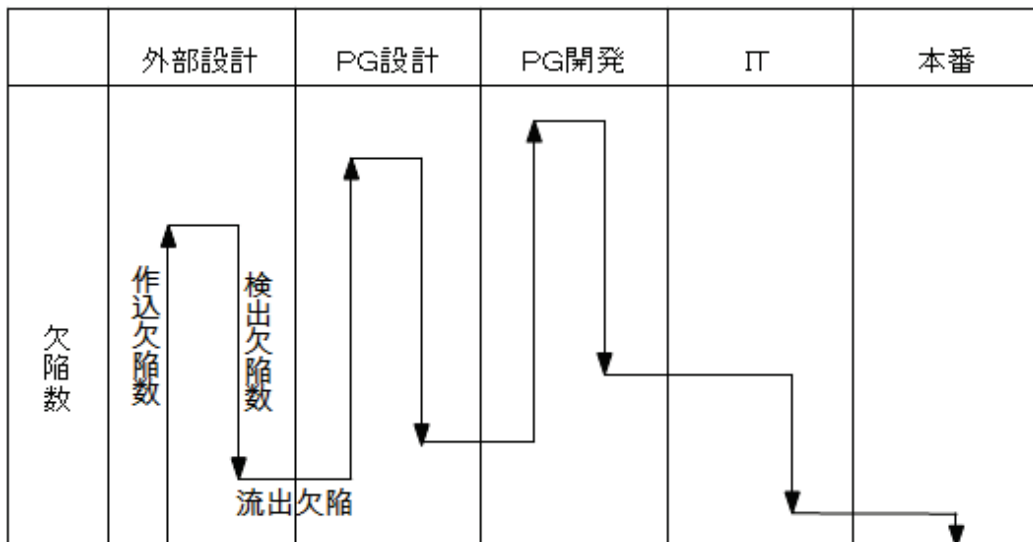 外部設計
PG設計
PG開発
IT
本番
欠陥数
作込欠陥数
検出欠陥数
流出欠陥